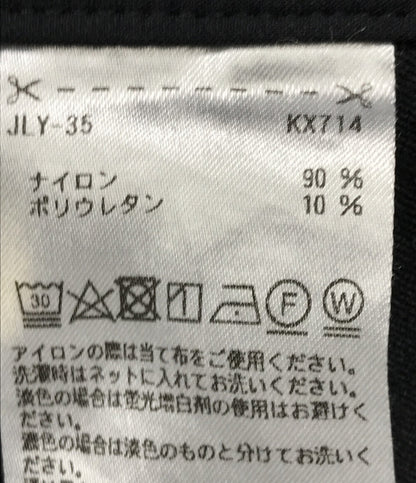 JLY-35 KX714
ナイロン 90 %
ポリウレタン 10 %
30 F W
アイロンの際は当て布をご使用ください。
洗濯時はネットに入れてお洗いください。
淡色の場合は蛍光増白剤の使用はお避けく
ださい。
濃色の場合は淡色のものと分けてお洗いく
ださい。